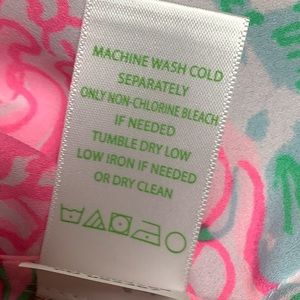 MACHINE WASH COLD
SEPARATELY
ONLY NON-CHLORINE BLEACH
IF NEEDED
TUMBLE DRY LOW
LOW IRON IF NEEDED
OR DRY CLEAN